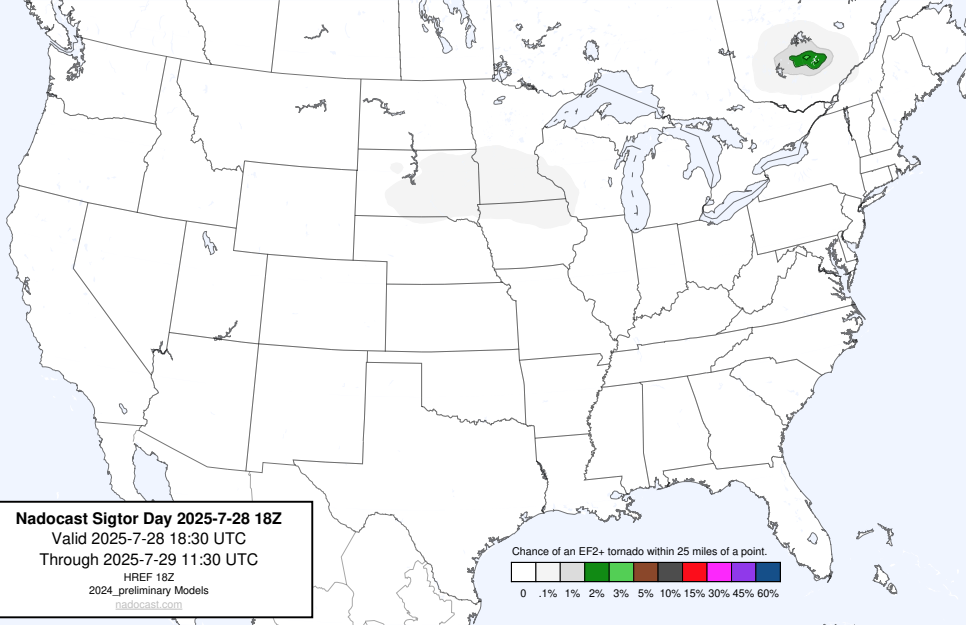 Nadocast Sigtor Day 2025-7-28 18Z
Valid 2025-7-28 18:30 UTC
Through 2025-7-29 11:30 UTC
HREF 18Z
2024_preliminary Models
nadocast.com
Chance of an EF2+ tornado within 25 miles of a point.
0 .1% 1% 2% 3% 5% 10% 15% 30% 45% 60%